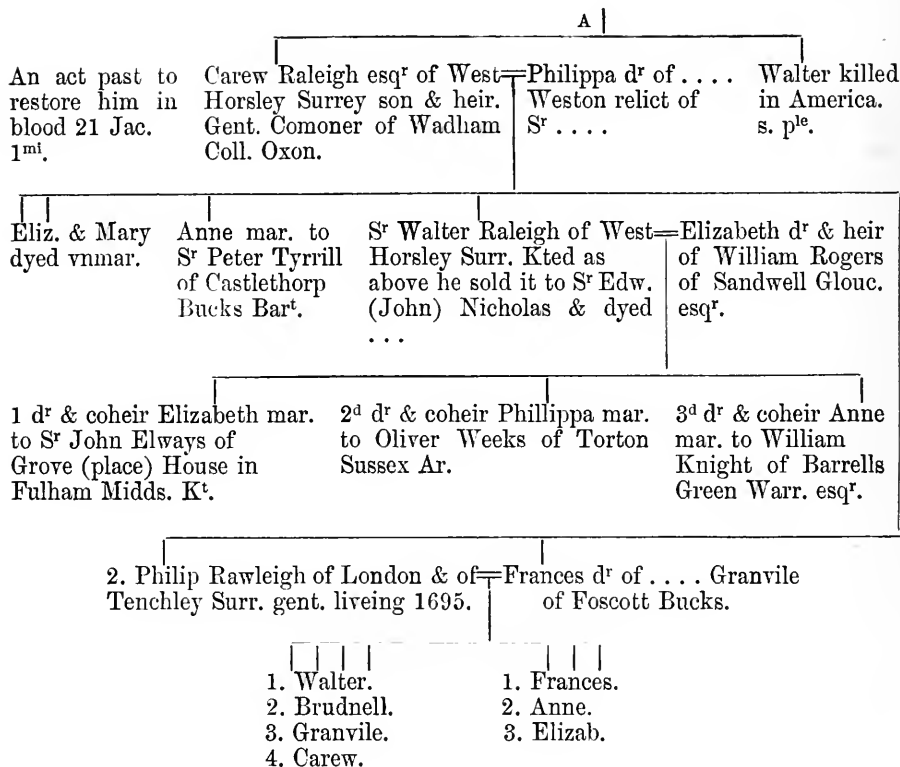 A
An act past to
restore him in
blood 21 Jac.
1mi.
Carew Raleigh esqr of West
Horsley Surrey son & heir.
Gent. Comoner of Wadham
Coll. Oxon.
Philippa dr of . . . .
Weston relict of
Sr . . . .
Walter killed
in America.
s. ple.
Eliz. & Mary
dyed vnmar.
Anne mar. to
Sr Peter Tyrrill
of Castlethorp
Bucks Bart.
Sr Walter Raleigh of West
Horsley Surr. Kted as
above he sold it to Sr Edw.
(John) Nicholas & dyed
. . .
Elizabeth dr & heir
of William Rogers
of Sandwell Glouc.
esqr.
1 dr & coheir Elizabeth mar.
to Sr John Elways of
Grove (place) House in
Fulham Midds. Kt.
2d dr & coheir Phillippa mar.
to Oliver Weeks of Torton
Sussex Ar.
3d dr & coheir Anne
mar. to William
Knight of Barrells
Green Warr. esqr.
2. Philip Rawleigh of London & of
Tenchley Surr. gent. liveing 1695.
Frances dr of . . . . Granvile
of Foscott Bucks.
1. Walter.
2. Brudnell.
3. Granvile.
4. Carew.
1. Frances.
2. Anne.
3. Elizab.